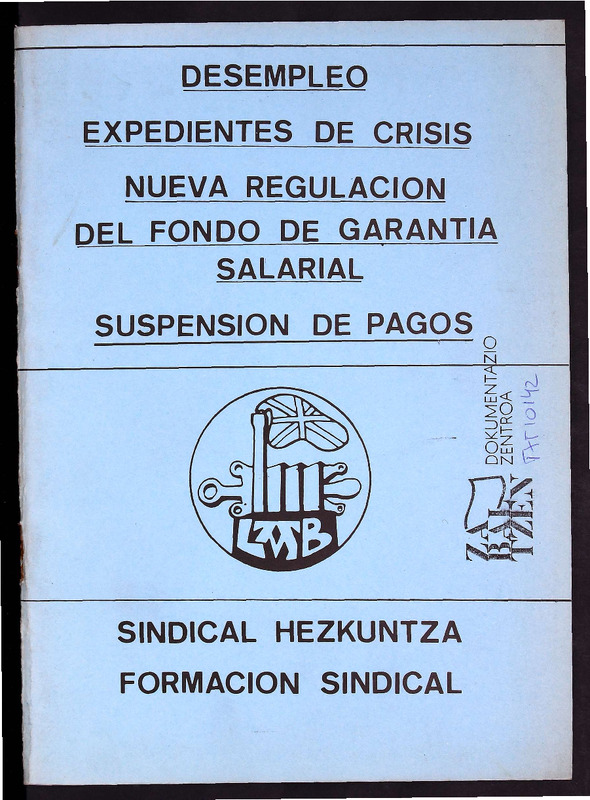 DESEMPLEO
EXPEDIENTES DE CRISIS
NUEVA REGULACION
DEL FONDO DE GARANTIA
SALARIAL
SUSPENSION DE PAGOS
DOKUMENTAZIO
ZENTROA
LMB
SINDICAL HEZKUNTZA
FORMACION SINDICAL